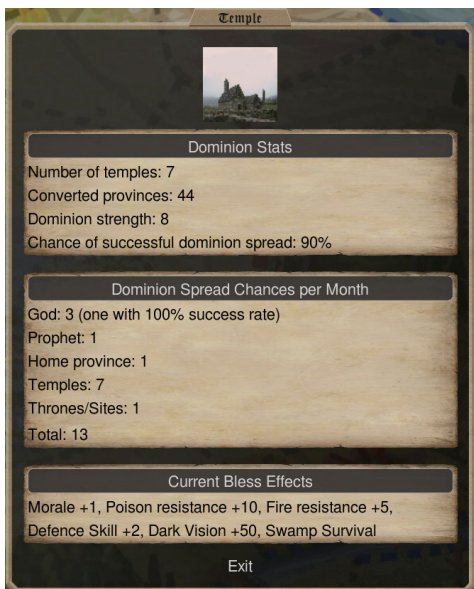 Temple
Dominion Stats
Number of temples: 7
Converted provinces: 44
Dominion strength: 8
Chance of successful dominion spread: 90%
Dominion Spread Chances per Month
God: 3 (one with 100% success rate)
Prophet: 1
Home province: 1
Temples: 7
Thrones/Sites: 1
Total: 13
Current Bless Effects
Morale +1, Poison resistance +10, Fire resistance +5,
Defence Skill +2, Dark Vision +50, Swamp Survival
Exit